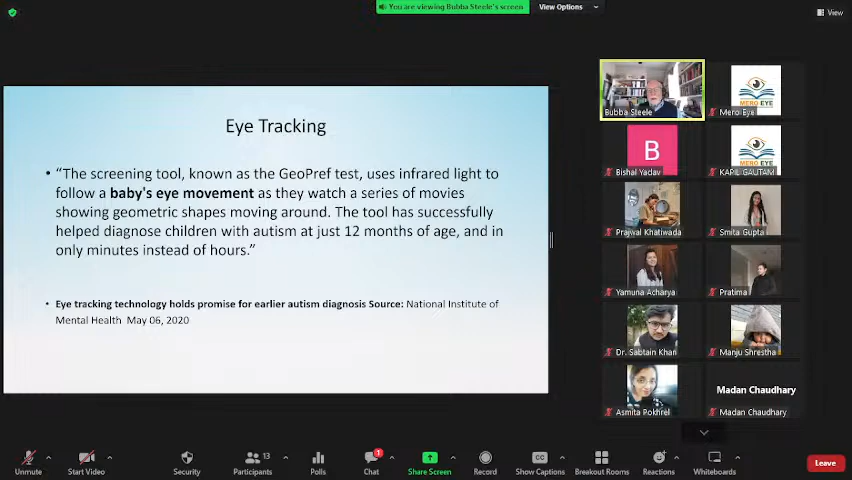 You are viewing Bubba Steele's screen
View Options
View
Eye Tracking
• “The screening tool, known as the GeoPref test, uses infrared light to
follow a baby's eye movement as they watch a series of movies
showing geometric shapes moving around. The tool has successfully
helped diagnose children with autism at just 12 months of age, and in
only minutes instead of hours.”
• Eye tracking technology holds promise for earlier autism diagnosis Source: National Institute of
Mental Health May 06, 2020
Bubba Steele
MERO EYE
Mero Eye
B
Bishal Yadav
MERO EYE
KAPIL GAUTAM
Prajwal Khatiwada
Smita Gupta
Yamuna Acharya
Pratima
Dr. Sabtain Khan
Manju Shrestha
Asmita Pokhrel
Madan Chaudhary
Madan Chaudhary
Unmute
Start Video
Security
13
Participants
Polls
1
Chat
Share Screen
Record
CC
Show Captions
Breakout Rooms
Reactions
Whiteboards
Leave